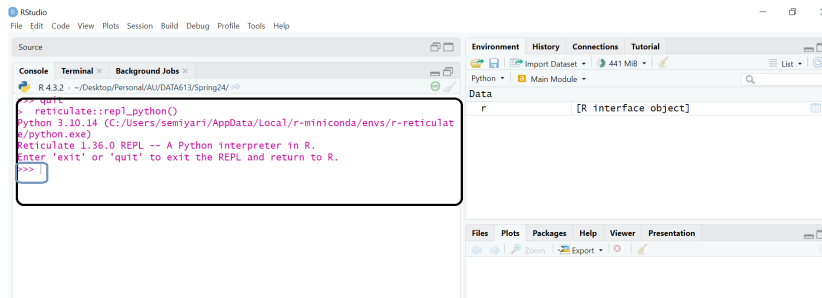 RStudio
File Edit Code View Plots Session Build Debug Profile Tools Help
Source
Console Terminal Background Jobs
R 4.3.2 · ~/Desktop/Personal/AU/DATA613/Spring24/
>>> quit
> reticulate::repl_python()
Python 3.10.14 (C:/Users/semiyari/AppData/Local/r-miniconda/envs/r-reticulat
e/python.exe)
Reticulate 1.36.0 REPL -- A Python interpreter in R.
Enter 'exit' or 'quit' to exit the REPL and return to R.
>>>
Environment History Connections Tutorial
Import Dataset 441 MiB List
Python Main Module
Data
r [R interface object]
Files Plots Packages Help Viewer Presentation
Zoom Export